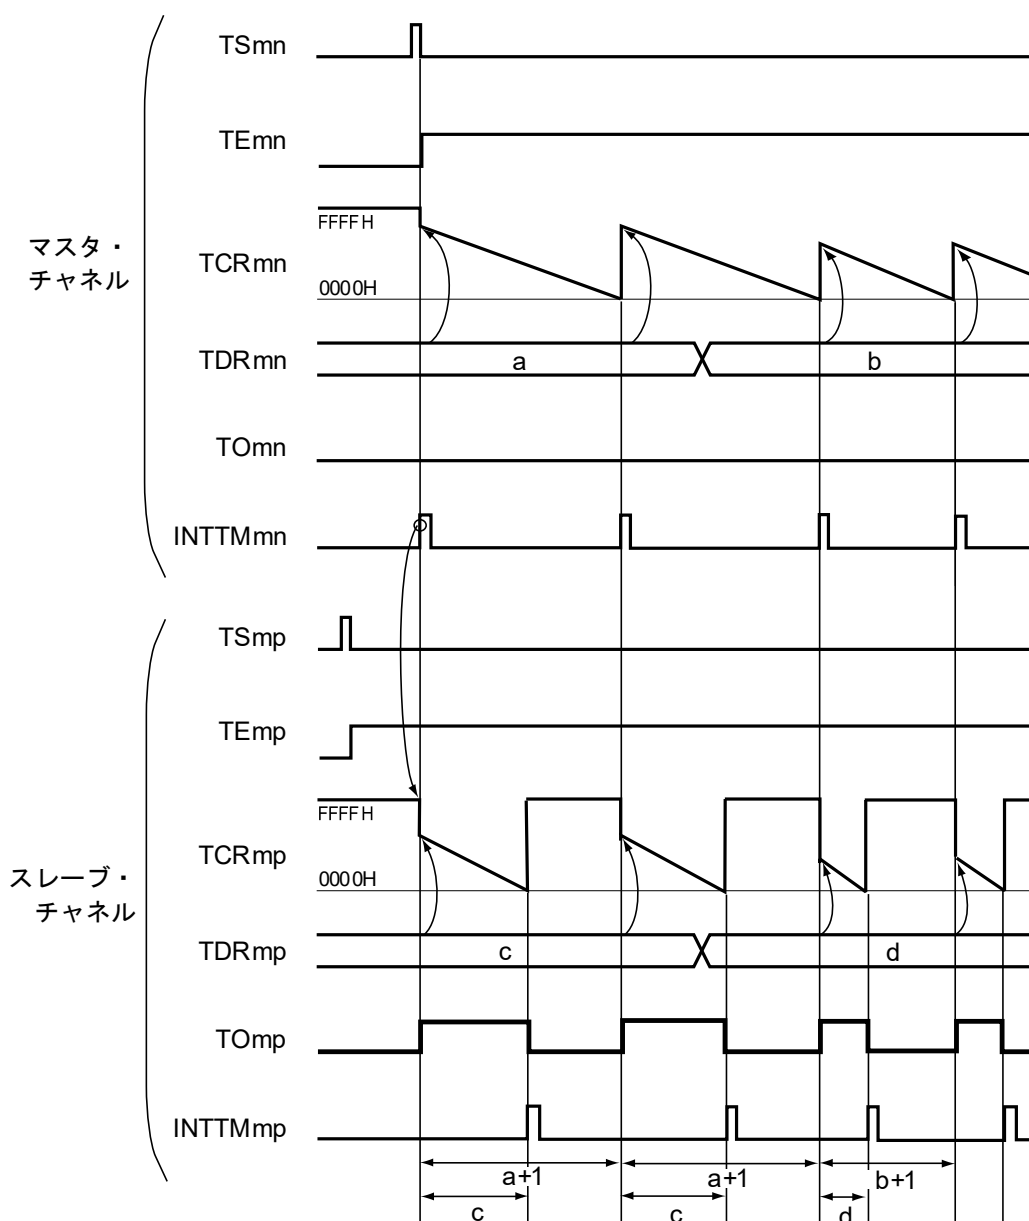 マスタ・
チャネル
TSmn
TEmn
FFFFH
TCRmn
0000H
TDRmn
a
b
TOmn
INTTMmn
スレーブ・
チャネル
TSmp
TEmp
FFFFH
TCRmp
0000H
TDRmp
c
d
TOmp
INTTMmp
a+1
a+1
b+1
c
c
d